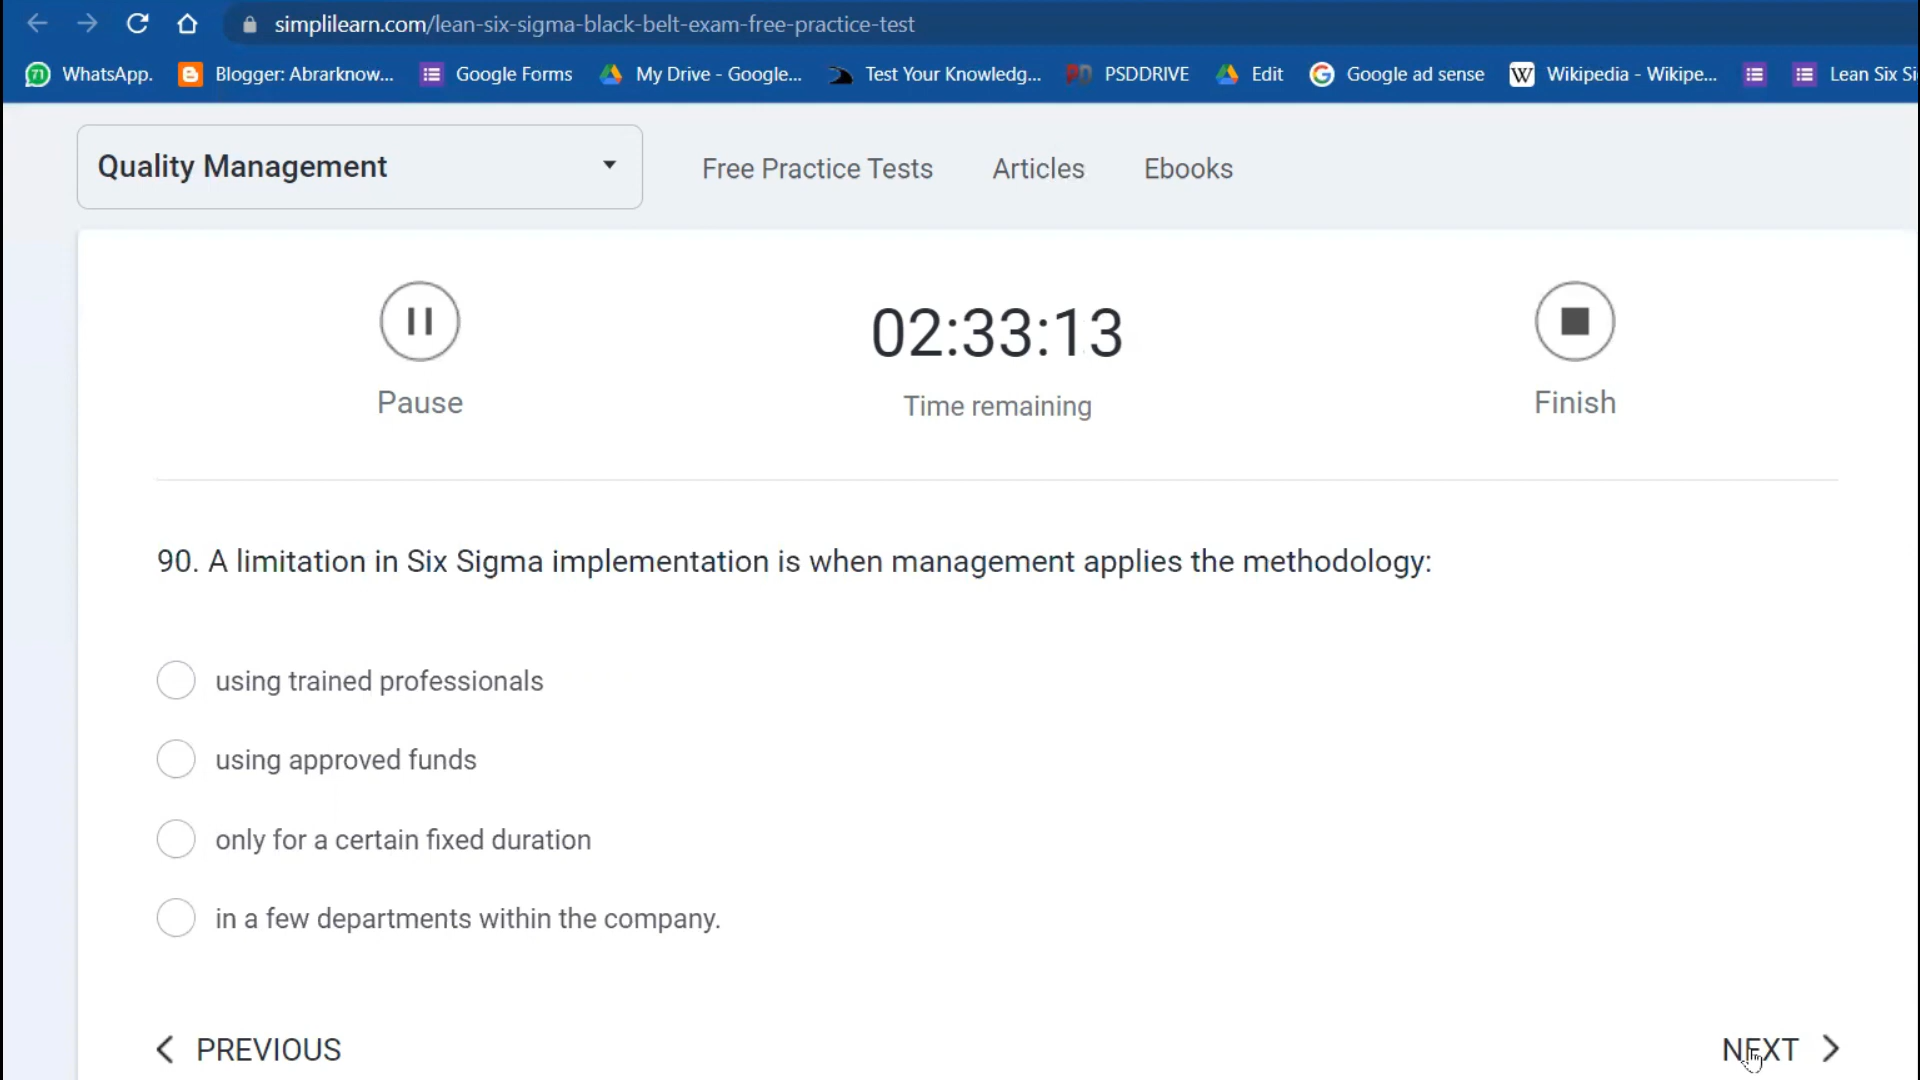 simplilearn.com/lean-six-sigma-black-belt-exam-free-practice-test
71 WhatsApp. Blogger: Abrarknow... Google Forms My Drive - Google... Test Your Knowledg... PD PSDDRIVE Edit Google ad sense W Wikipedia - Wikipe... Lean Six Si
Quality Management Free Practice Tests Articles Ebooks
02:33:13
Pause Time remaining Finish
90. A limitation in Six Sigma implementation is when management applies the methodology:
using trained professionals
using approved funds
only for a certain fixed duration
in a few departments within the company.
PREVIOUS NEXT